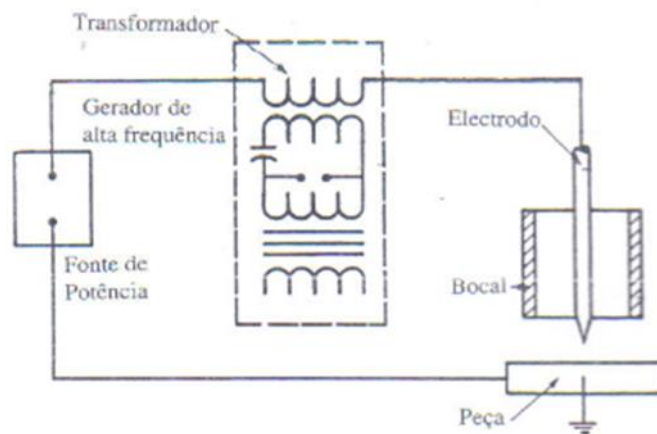 Transformador
Gerador de
alta frequência
Electrodo
Fonte de
Potência
Bocal
Peça